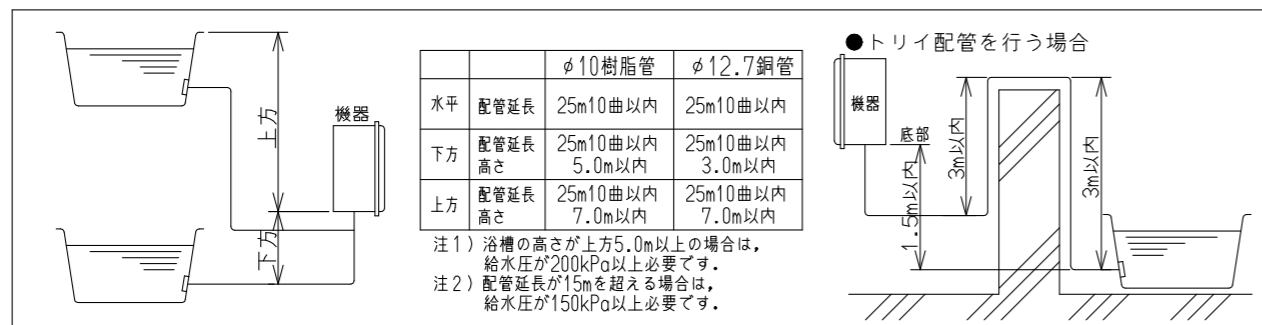 上方
機器
下方
φ10樹脂管 φ12.7銅管
水平 配管延長 25m10曲以内 25m10曲以内
下方 配管延長 25m10曲以内 25m10曲以内
高さ 5.0m以内 3.0m以内
上方 配管延長 25m10曲以内 25m10曲以内
高さ 7.0m以内 7.0m以内
注1）浴槽の高さが上方5.0m以上の場合は，
給水圧が200kPa以上必要です．
注2）配管延長が15mを超える場合は，
給水圧が150kPa以上必要です．
●トリイ配管を行う場合
機器
底部
3m以内
1.5m以内
3m以内